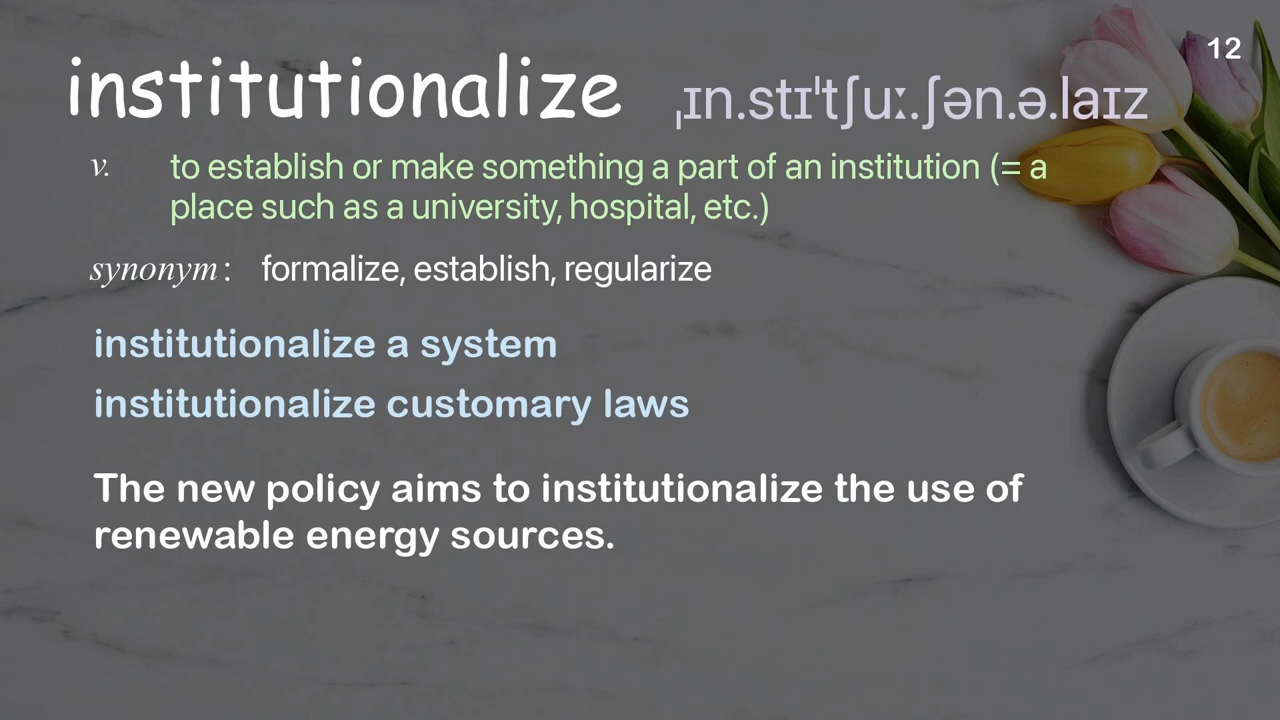 12
institutionalize ˌɪn.stɪˈtʃuː.ʃən.ə.laɪz
v. to establish or make something a part of an institution (= a
place such as a university, hospital, etc.)
synonym: formalize, establish, regularize
institutionalize a system
institutionalize customary laws
The new policy aims to institutionalize the use of
renewable energy sources.